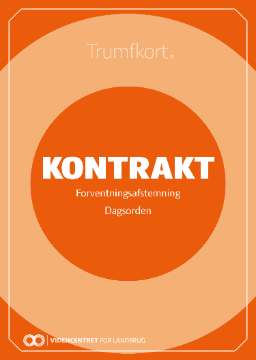 Trumfkort®
KONTRAKT
Forventningsafstemning
Dagsorden
VIDENCENTRET FOR LANDBRUG